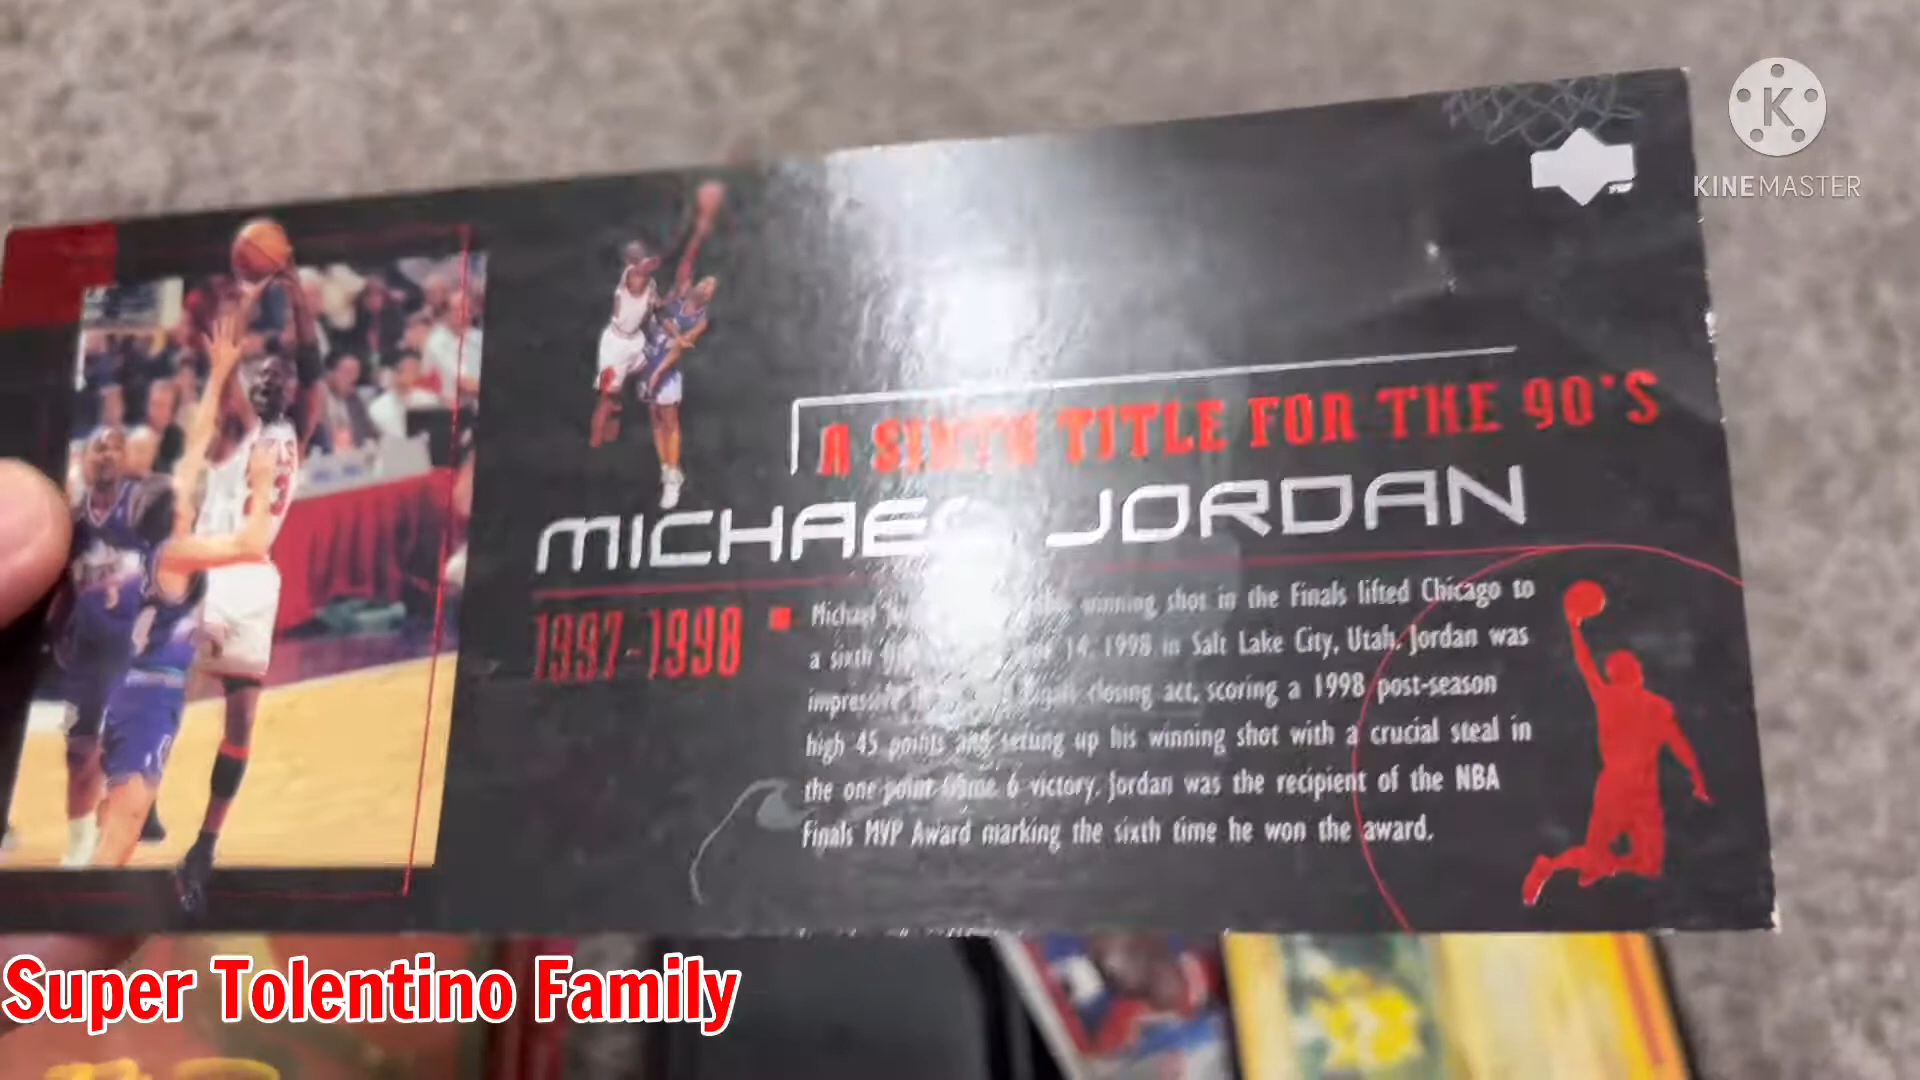 K
KINEMASTER
A SIXTH TITLE FOR THE 90'S
MICHAEL JORDAN
1997-1998
Michael winning shot in the Finals lifted Chicago to
a sixth 14, 1998 in Salt Lake City, Utah. Jordan was
impressive closing act, scoring a 1998 post-season
high 45 points and setting up his winning shot with a crucial steal in
the one-point Game 6 victory. Jordan was the recipient of the NBA
Finals MVP Award marking the sixth time he won the award.
Super Tolentino Family